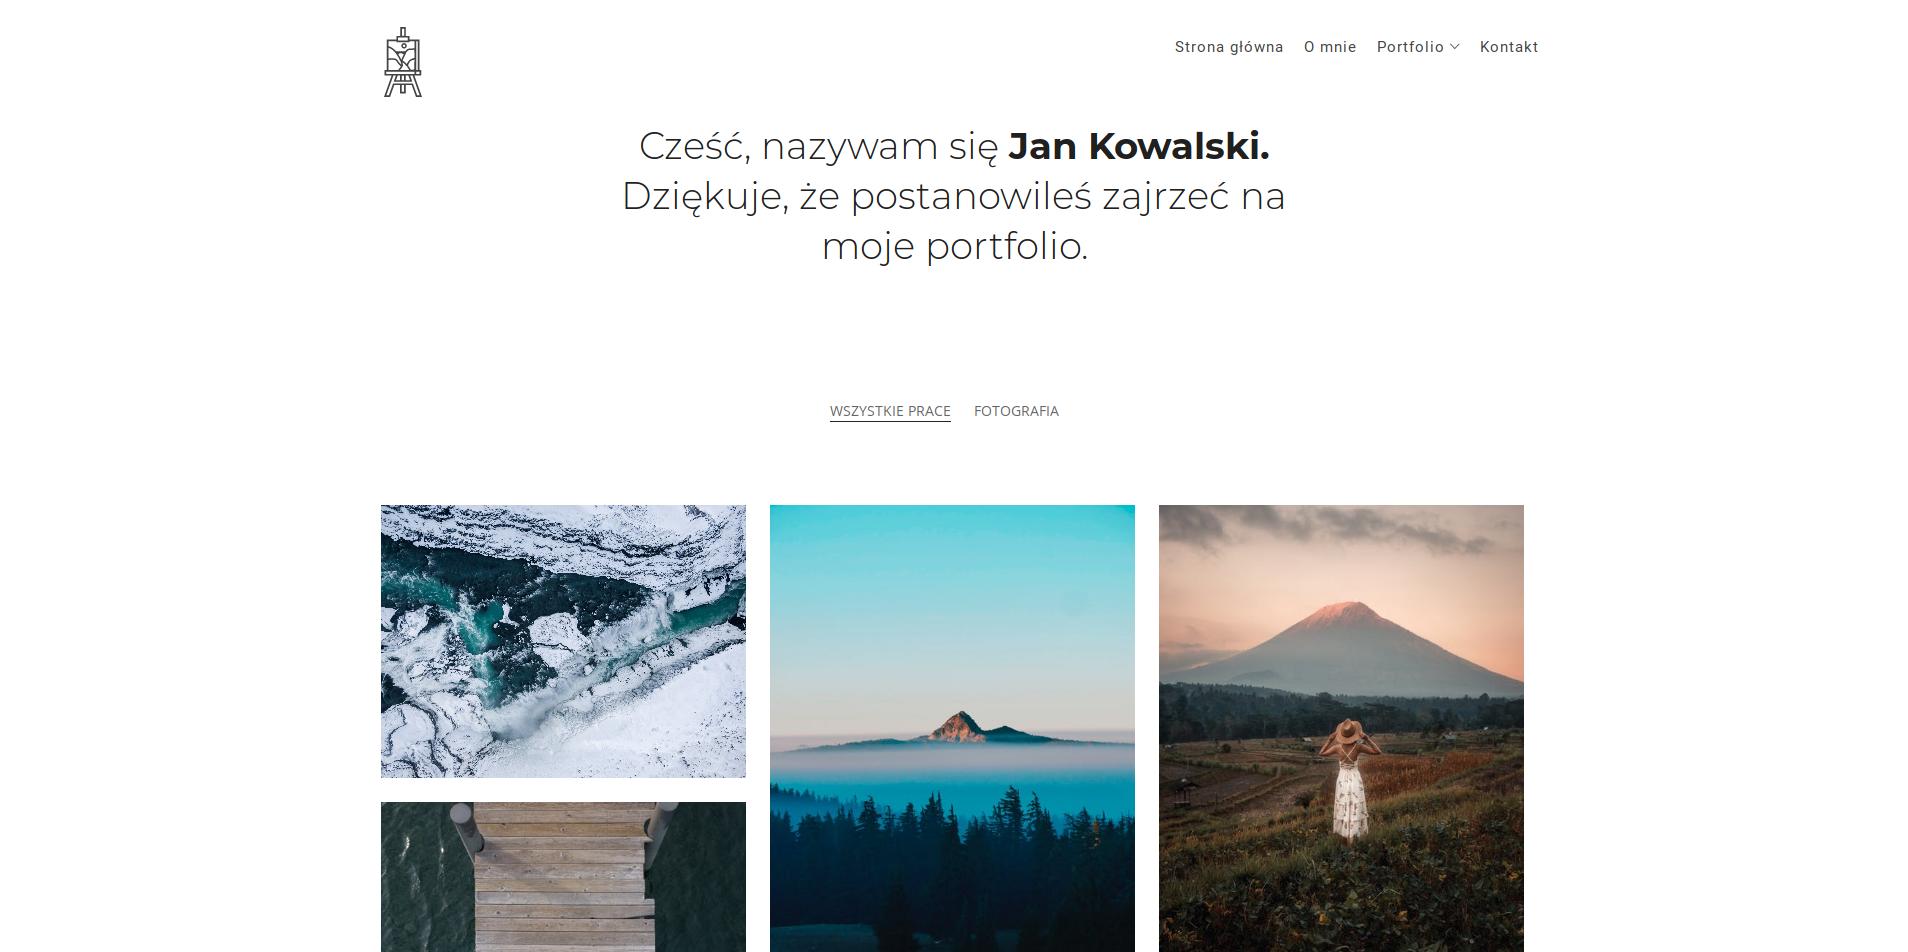 Strona główna O mnie Portfolio Kontakt
Cześć, nazywam się Jan Kowalski.
Dziękuje, że postanowileś zajrzeć na
moje portfolio.
WSZYSTKIE PRACE FOTOGRAFIA